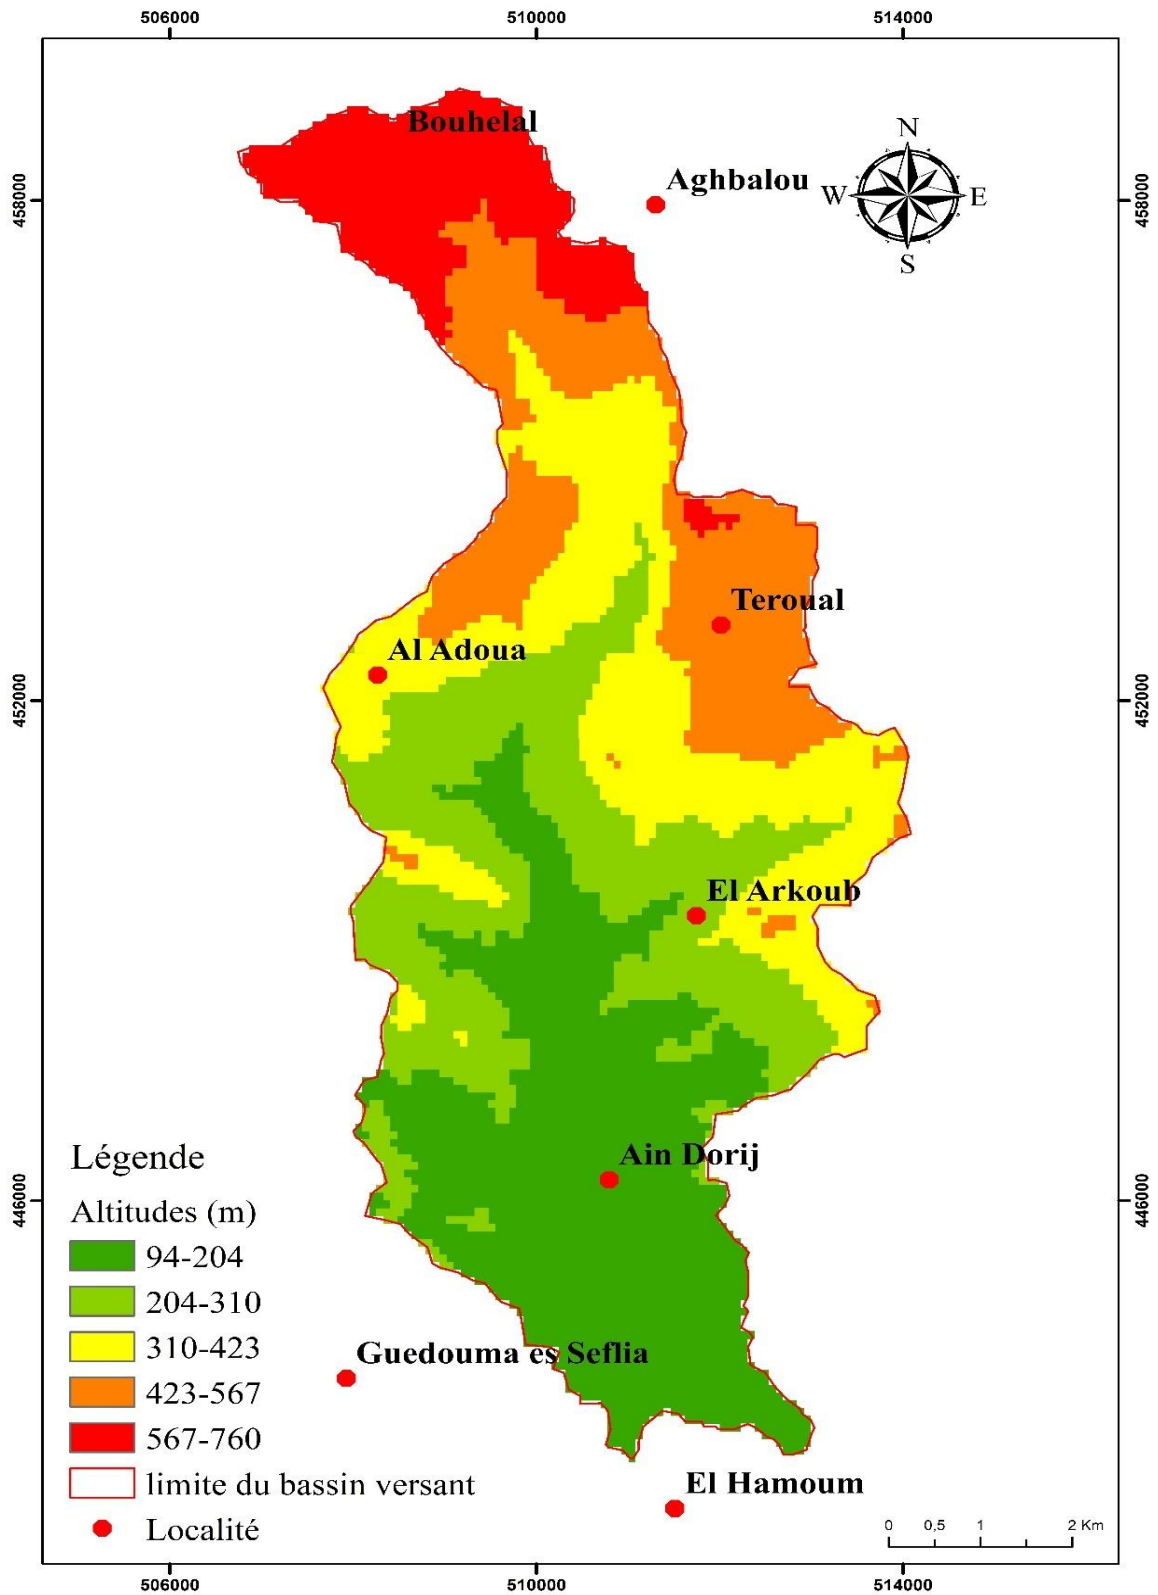 506000 510000 514000
Bouhelal
N
Aghbalou
W E
458000 458000
S
Teroual
Al Adoua
452000 452000
El Arkoub
Légende
Ain Dorij
446000 446000
Altitudes (m)
94-204
204-310
310-423
Guedouma es Seflia
423-567
567-760
limite du bassin versant
El Hamoum
Localité
0 0,5 1 2 Km
506000 510000 514000